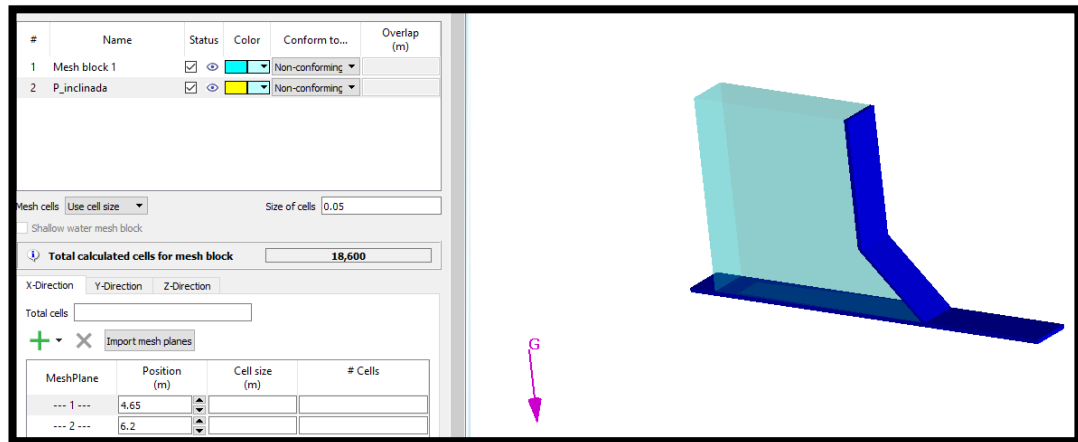 # Name Status Color Conform to... Overlap (m)
1 Mesh block 1 Non-conforming
2 P_inclinada Non-conforming
Mesh cells Use cell size Size of cells 0.05
Shallow water mesh block
Total calculated cells for mesh block 18,600
X-Direction Y-Direction Z-Direction
Total cells
Import mesh planes
MeshPlane Position (m) Cell size (m) # Cells
--- 1 --- 4.65
--- 2 --- 6.2
G